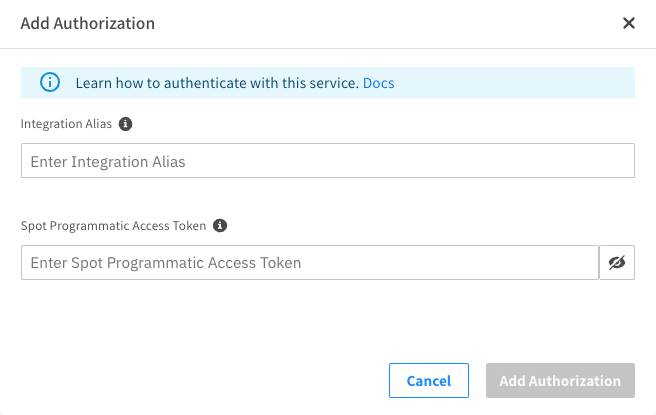 Add Authorization
Learn how to authenticate with this service. Docs
Integration Alias
Enter Integration Alias
Spot Programmatic Access Token
Enter Spot Programmatic Access Token
Cancel
Add Authorization